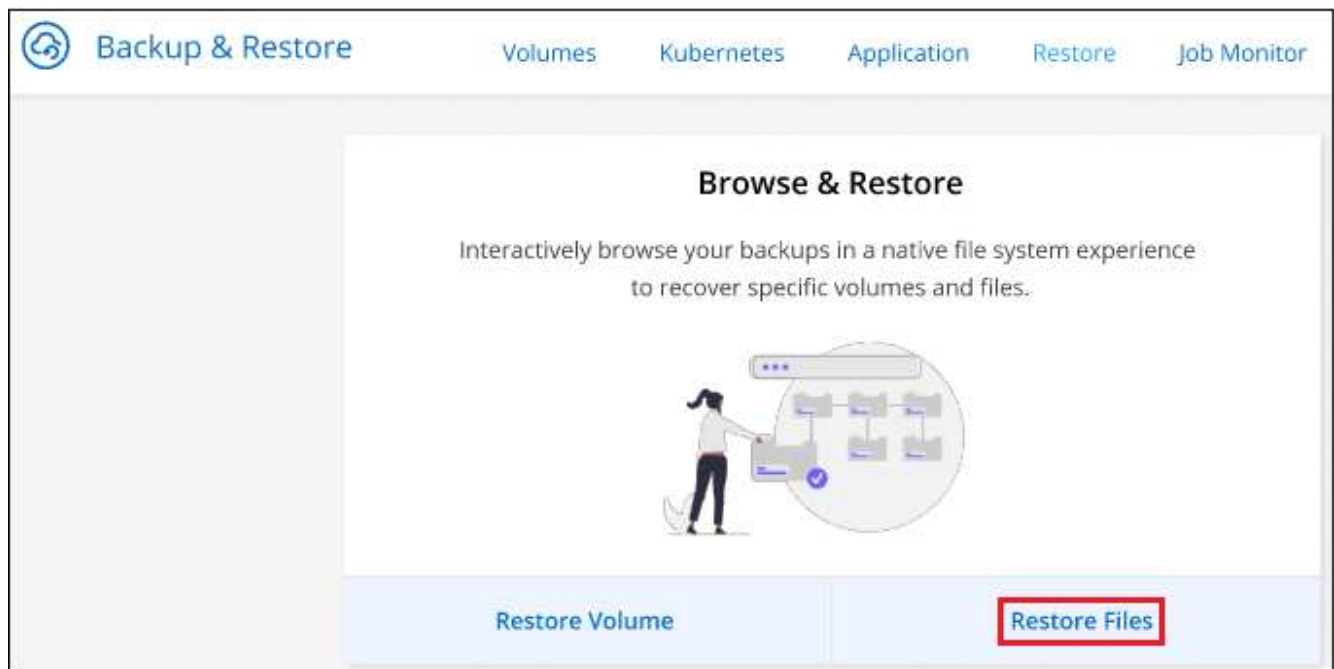 Backup & Restore Volumes Kubernetes Application Restore Job Monitor
Browse & Restore
Interactively browse your backups in a native file system experience
to recover specific volumes and files.
Restore Volume Restore Files